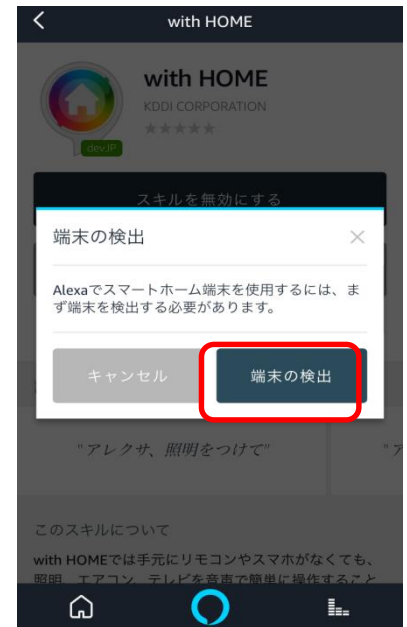 with HOME
with HOME
KDDI CORPORATION
dev.JP
スキルを無効にする
端末の検出
Alexaでスマートホーム端末を使用するには、ま
ず端末を検出する必要があります。
キャンセル
端末の検出
"アレクサ、照明をつけて"
"ア
このスキルについて
with HOMEでは手元にリモコンやスマホがなくても、
照明、エアコン、テレビを音声で簡単に操作すること